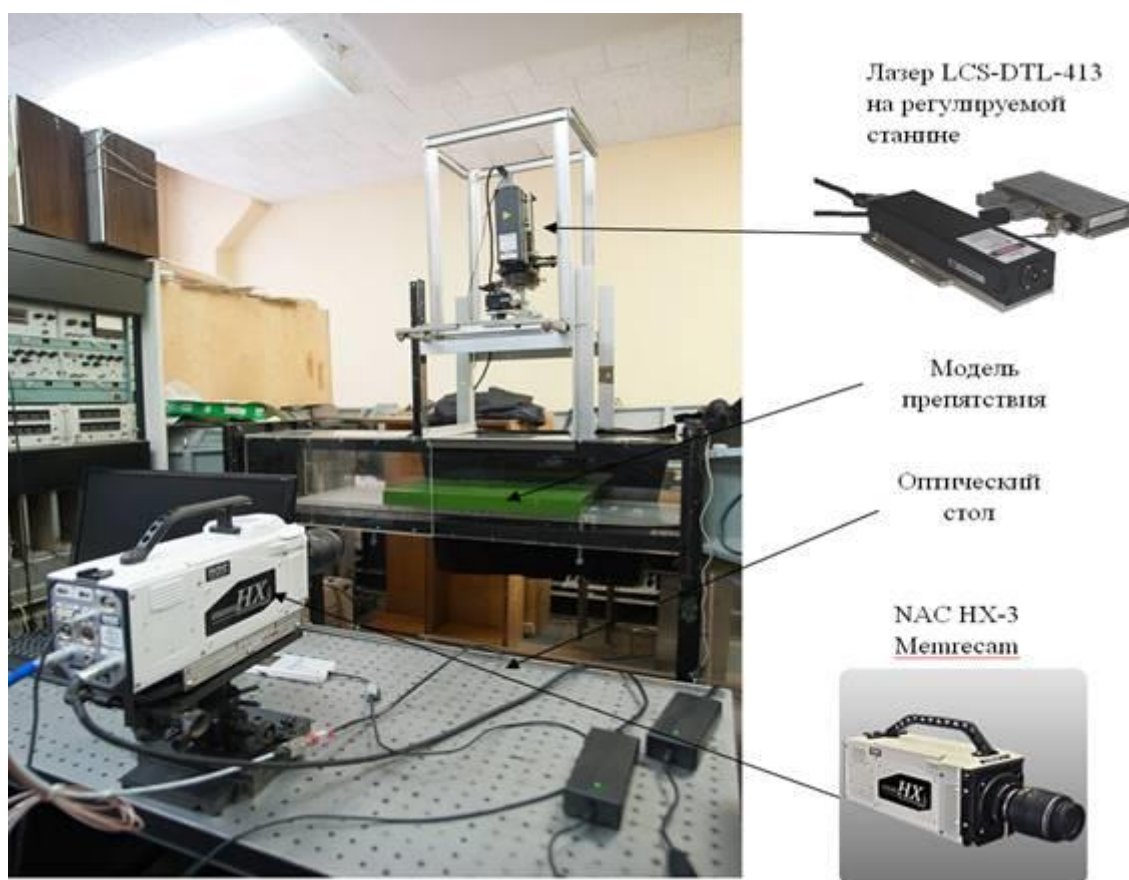 Лазер LCS-DTL-413
на регулируемой
станине
Модель
препятствия
Оптический
стол
NAC HX-3
Memrecam
HX
HX